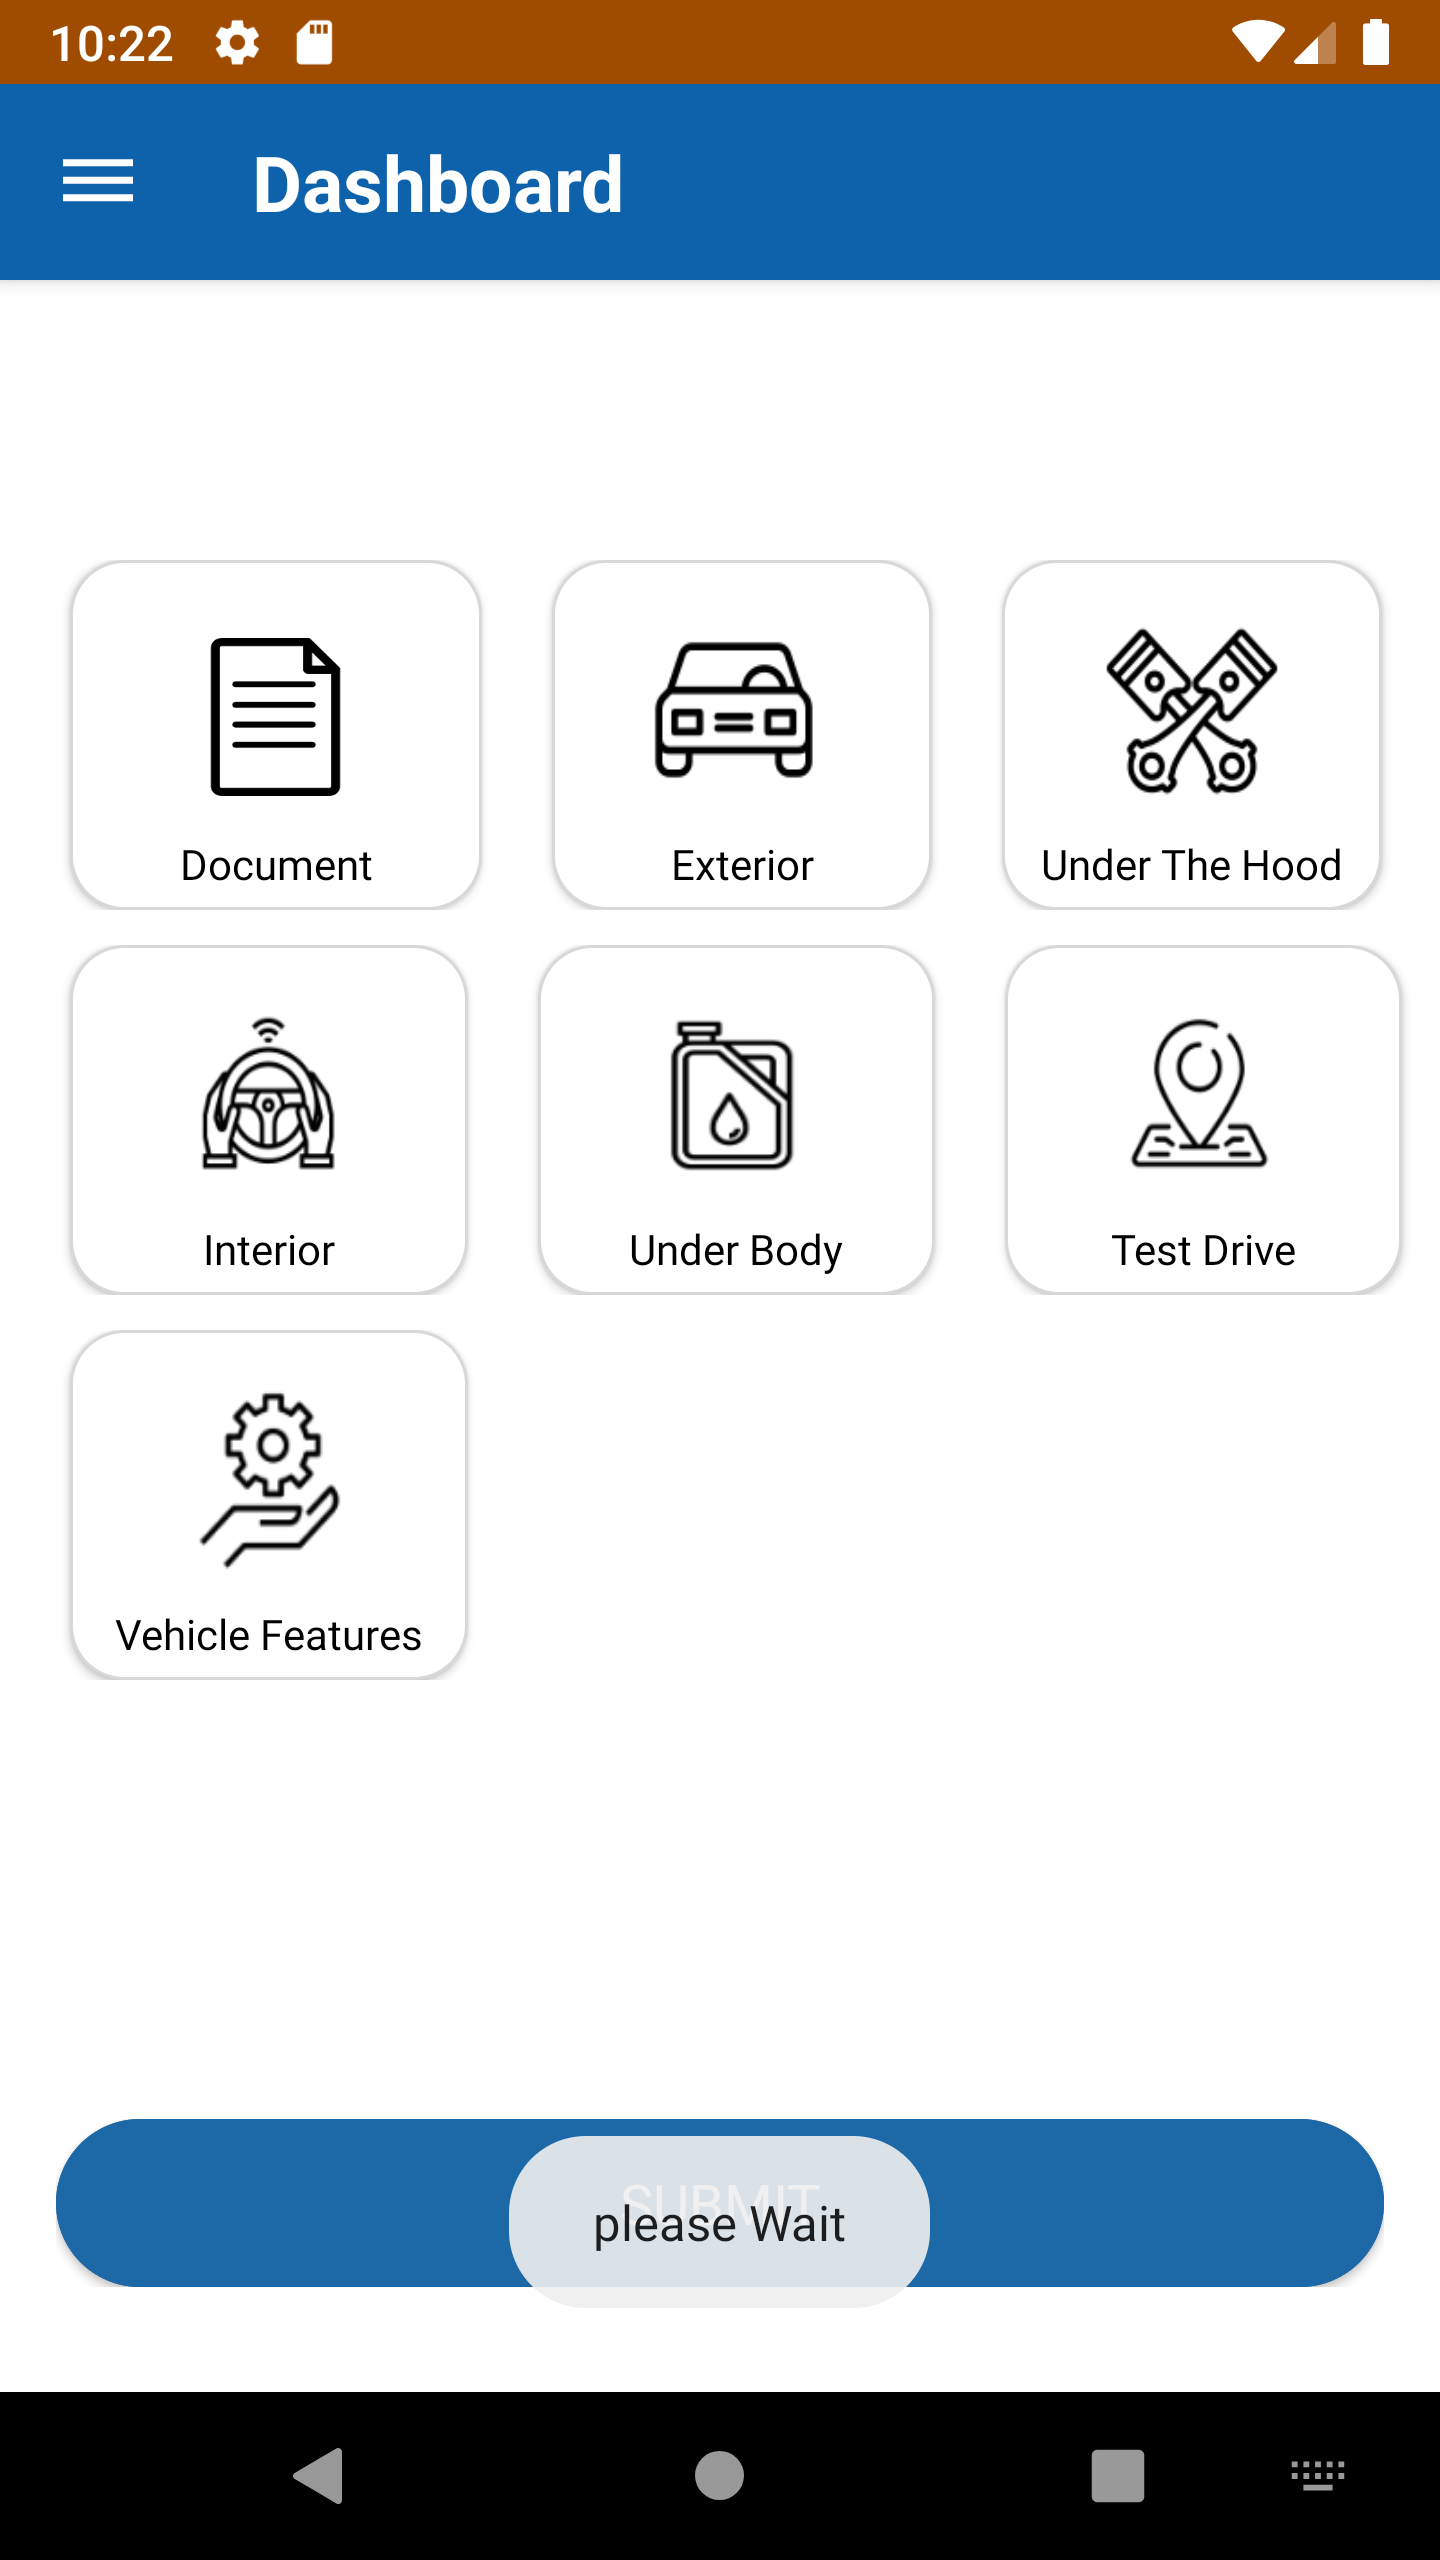 10:22
Dashboard
Document
Exterior
Under The Hood
Interior
Under Body
Test Drive
Vehicle Features
SUBMIT
please Wait